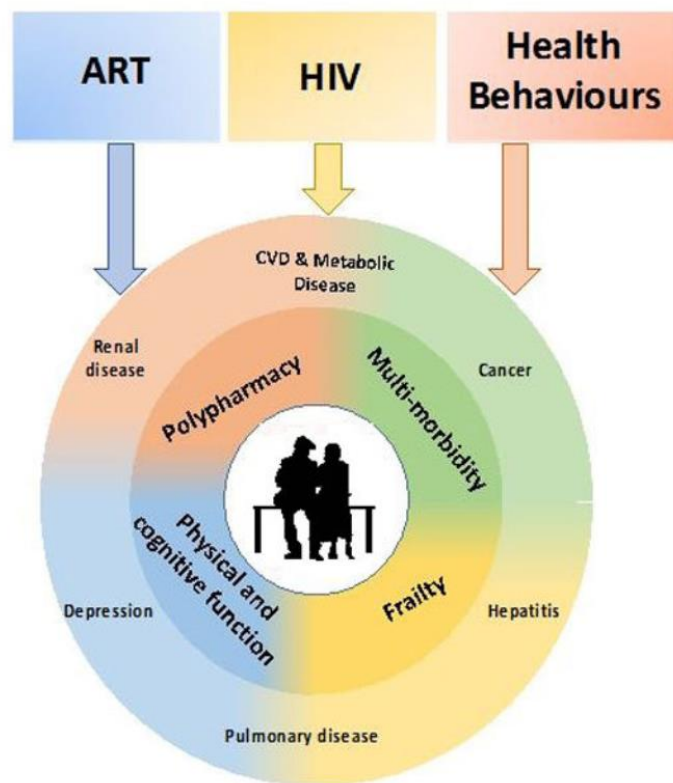 ART
HIV
Health
Behaviours
CVD & Metabolic
Disease
Renal
disease
Polypharmacy
Multi-morbidity
Cancer
Physical and
cognitive function
Frailty
Depression
Hepatitis
Pulmonary disease